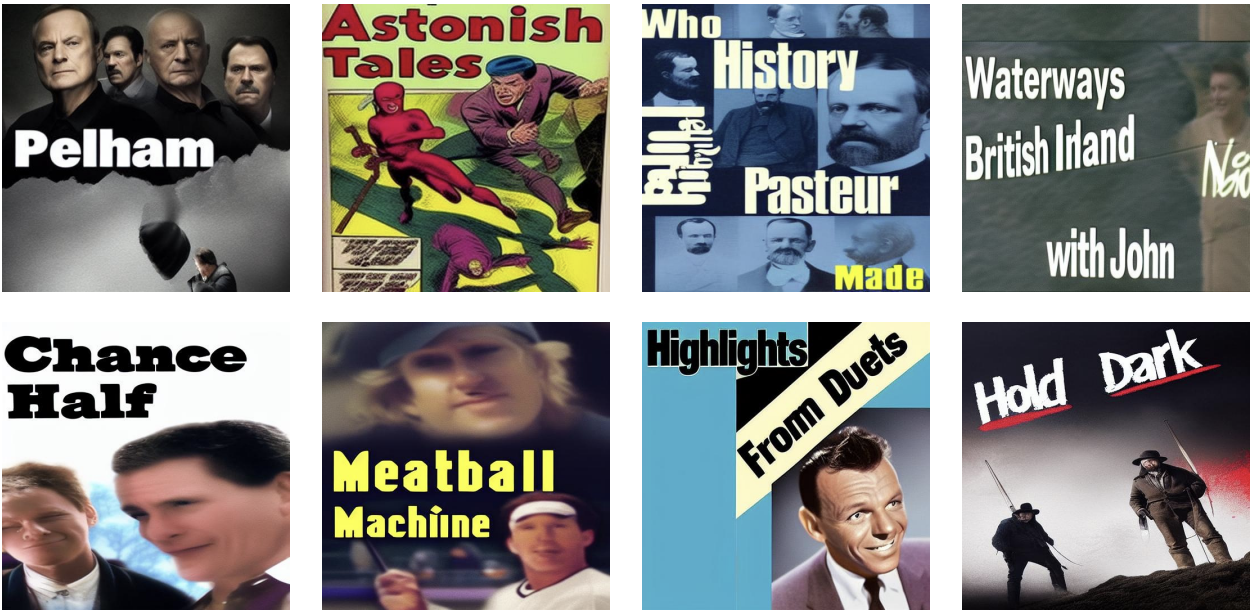 Pelham
Astonish
Tales
Who
History
Pasteur
Made
Waterways
British Irland
with John
Chance
Half
Meatball
Machine
Highlights
From Duets
Hold Dark